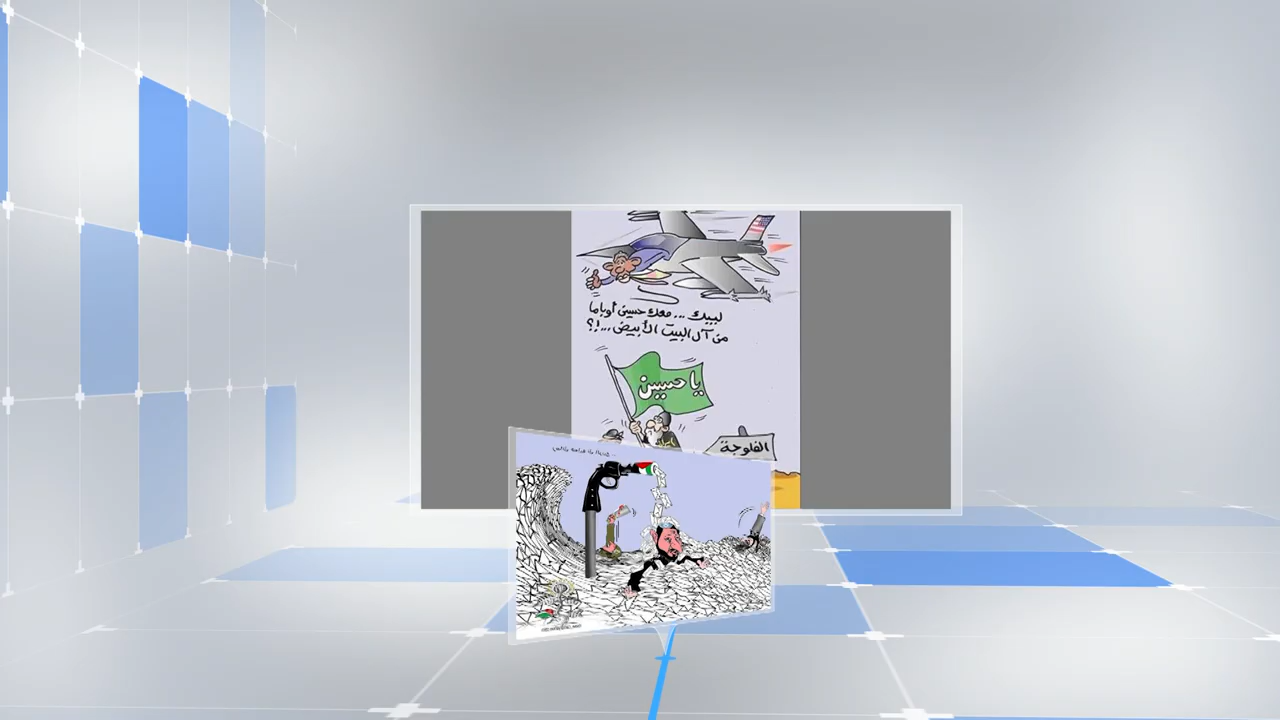 لبيك ... معك حسين أوباما
من آل البيت الأبيض ...!؟
يا حسين
الفلوجة